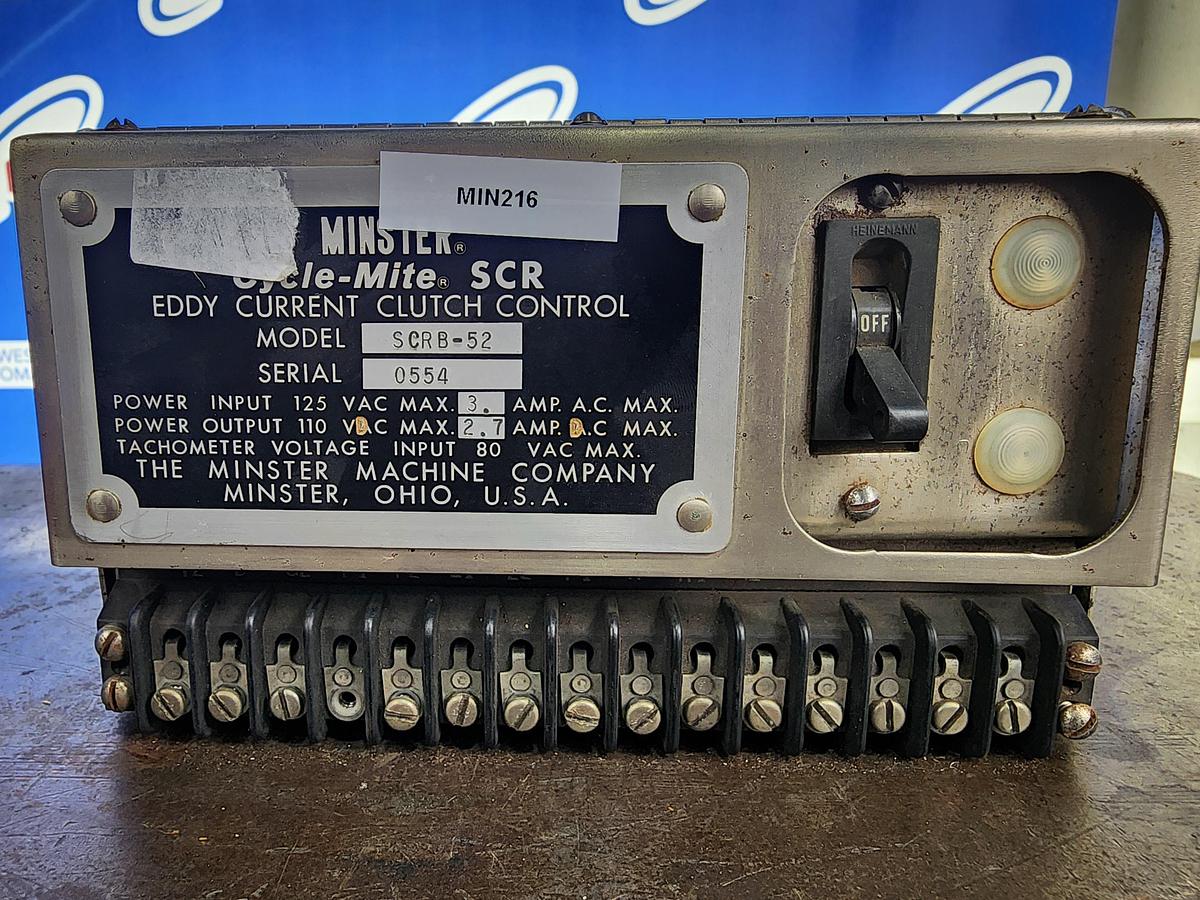 MIN216
MINSTER®
Cycle-Mite® SCR
EDDY CURRENT CLUTCH CONTROL
MODEL SCRB-52
SERIAL 0554
POWER INPUT 125 VAC MAX. 3. AMP. A.C. MAX.
POWER OUTPUT 110 VDC MAX. 2.7 AMP. D.C MAX.
TACHOMETER VOLTAGE INPUT 80 VAC MAX.
THE MINSTER MACHINE COMPANY
MINSTER, OHIO, U.S.A.
HEINEMANN
OFF
WES
OM